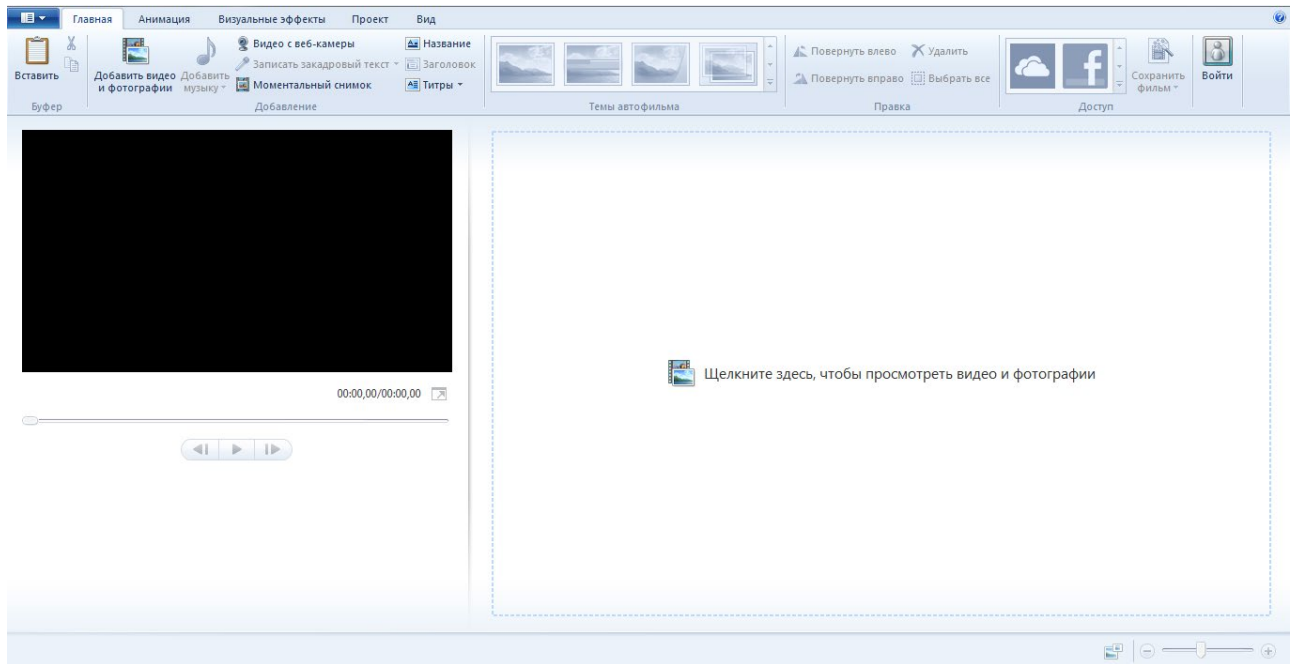 Главная Анимация Визуальные эффекты Проект Вид
Вставить
Буфер
Добавить видео
и фотографии
Добавить
музыку
Видео с веб-камеры
Записать закадровый текст
Моментальный снимок
Название
Заголовок
Титры
Добавление
Темы автофильма
Повернуть влево
Повернуть вправо
Удалить
Выбрать все
Правка
f
Доступ
Сохранить
фильм
Войти
00:00,00/00:00,00
Щелкните здесь, чтобы просмотреть видео и фотографии